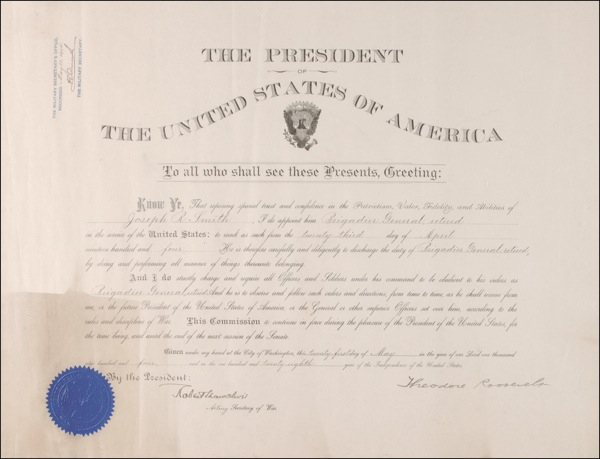 THE MILITARY SECRETARY'S OFFICE,
THE MILITARY SECRETARY.
THE PRESIDENT
OF
THE UNITED STATES OF AMERICA
To all who shall see these Presents, Greeting:
Know Ye, That reposing special trust and confidence in the Patriotism, Valor, Fidelity, and Abilities of
Joseph R. Smith I do appoint him Brigadier General retired
in the service of the United States: to rank as such from the twenty third day of April
nineteen hundred and four He is therefore carefully and diligently to discharge the duty of Brigadier General retired,
by doing and performing all manner of things thereunto belonging.
And I do strictly charge and require all Officers and Soldiers under his command to be obedient to his orders as
Brigadier General retired And he is to observe and follow such orders and directions, from time to time, as he shall receive from
me, or the future President of the United States of America, or the General or other superior Officers set over him, according to the
rules and discipline of War. This Commission to continue in force during the pleasure of the President of the United States, for
the time being, and until the end of the next session of the Senate.
Given under my hand at the City of Washington, this twenty first day of May in the year of our Lord one thousand
nine hundred and four and in the one hundred and twenty eighth year of the Independence of the United States.
By the President:
Theodore Roosevelt
Robert Shaw Oliver
Acting Secretary of War.